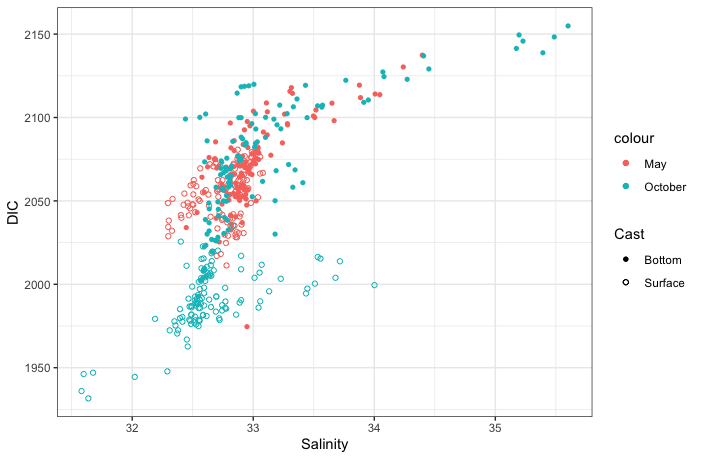 2150
2100
2050
2000
1950
DIC
32
33
34
35
Salinity
colour
May
October
Cast
Bottom
Surface